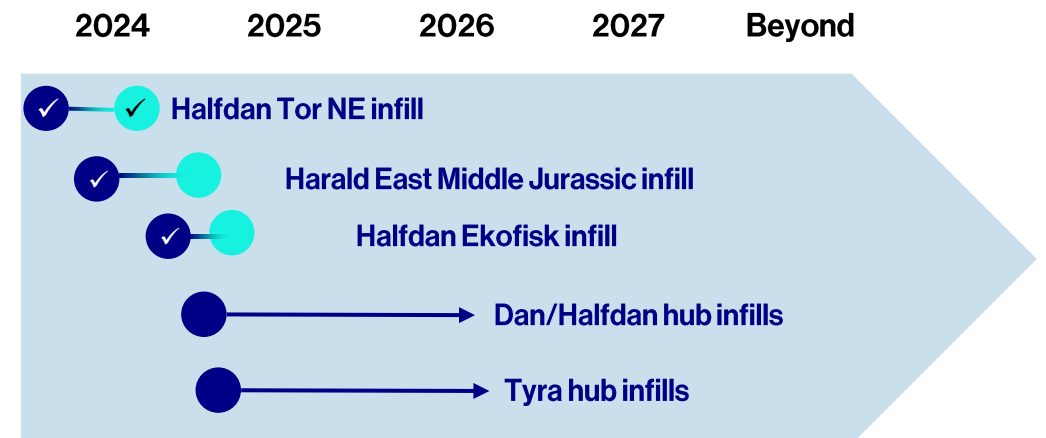 2024 2025 2026 2027 Beyond
Halfdan Tor NE infill
Harald East Middle Jurassic infill
Halfdan Ekofisk infill
Dan/Halfdan hub infills
Tyra hub infills